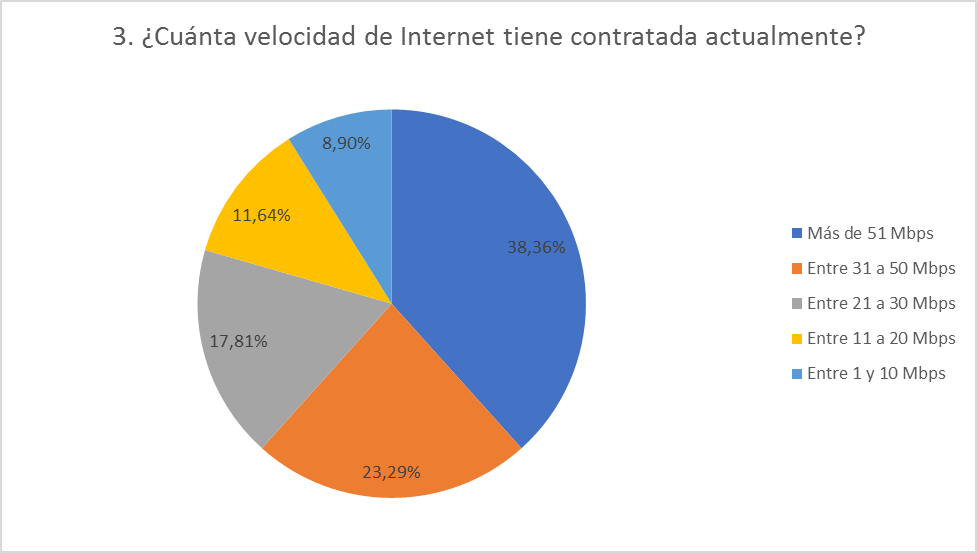 3. ¿Cuánta velocidad de Internet tiene contratada actualmente?
8,90%
11,64%
38,36%
17,81%
23,29%
Más de 51 Mbps
Entre 31 a 50 Mbps
Entre 21 a 30 Mbps
Entre 11 a 20 Mbps
Entre 1 y 10 Mbps